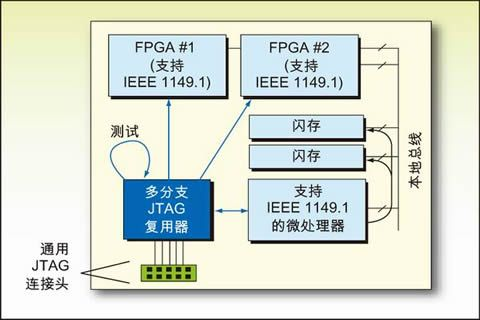 FPGA #1
(支持
IEEE 1149.1)
FPGA #2
(支持
IEEE 1149.1)
闪存
闪存
测试
多分支
JTAG
复用器
支持
IEEE 1149.1
的微处理器
本地总线
通用
JTAG
连接头